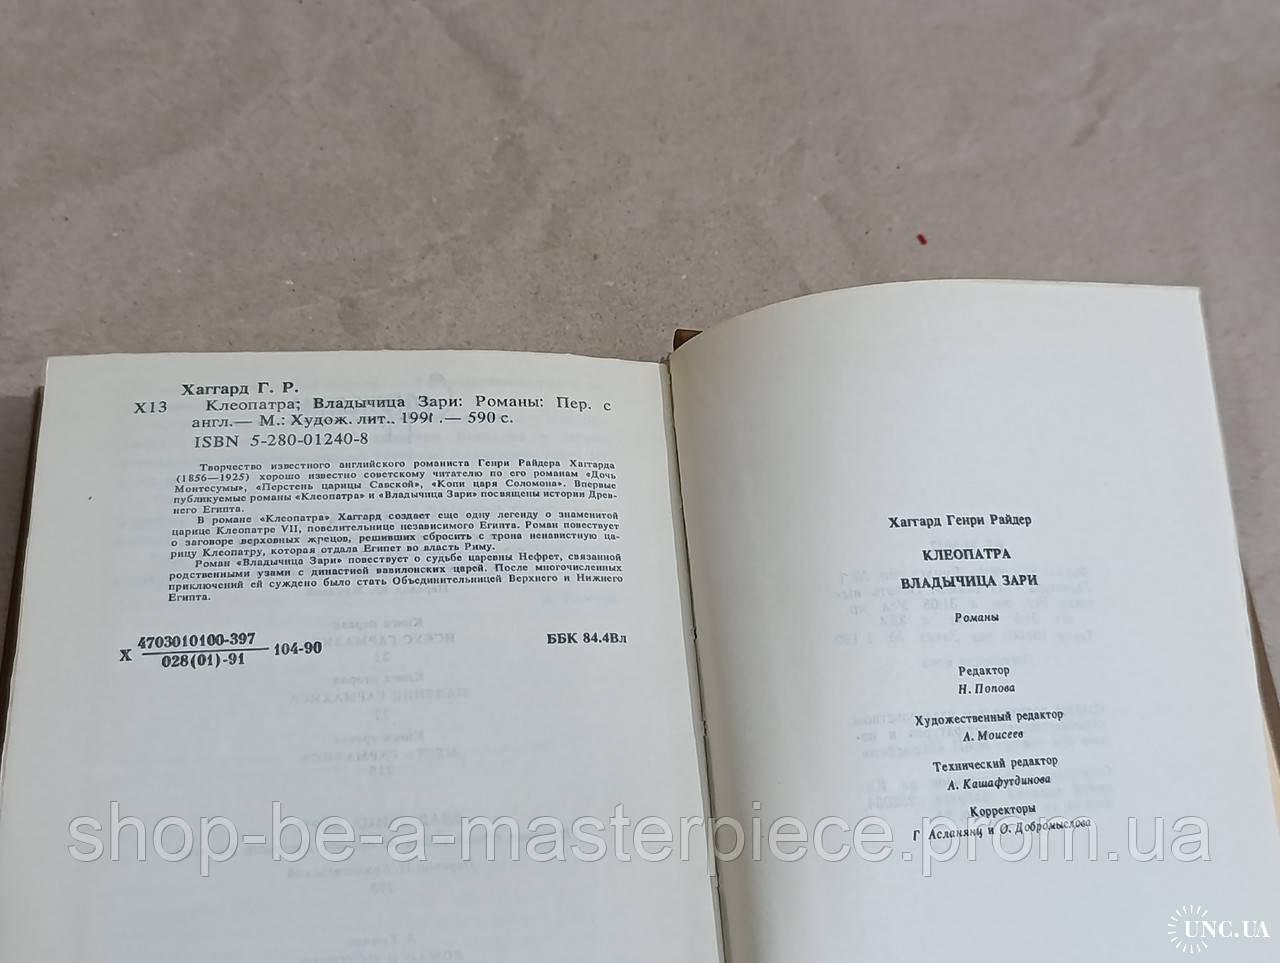 Хаггард Г. Р.
Х13 Клеопатра; Владычица Зари: Романы: Пер. с
англ.— М.: Худож. лит., 1991 .— 590 с.
ISBN 5-280-01240-8
Творчество известного английского романиста Генри Райдера Хаггарда
(1856—1925) хорошо известно советскому читателю по его романам «Дочь
Монтесумы», «Перстень царицы Савской», «Копи царя Соломона». Впервые
публикуемые романы «Клеопатра» и «Владычица Зари» посвящены истории Древ-
него Египта.
В романе «Клеопатра» Хаггард создает еще одну легенду о знаменитой
царице Клеопатре VII, повелительнице независимого Египта. Роман повествует
о заговоре верховных жрецов, решивших сбросить с трона ненавистную ца-
рицу Клеопатру, которая отдала Египет во власть Риму.
Роман «Владычица Зари» повествует о судьбе царевны Нефрет, связанной
родственными узами с династией вавилонских царей. После многочисленных
приключений ей суждено было стать Объединительницей Верхнего и Нижнего
Египта.
Х 4703010100-397
028(01)-91
104-90
ББК 84.4Вл
Хаггард Генри Райдер
КЛЕОПАТРА
ВЛАДЫЧИЦА ЗАРИ
Романы
Редактор
Н. Попова
Художественный редактор
А. Моисеев
Технический редактор
А. Кашафутдинова
Корректоры
Г Асланянц и О. Добромыслова
shop-be-a-masterpiece.prom.ua
UNC.UA